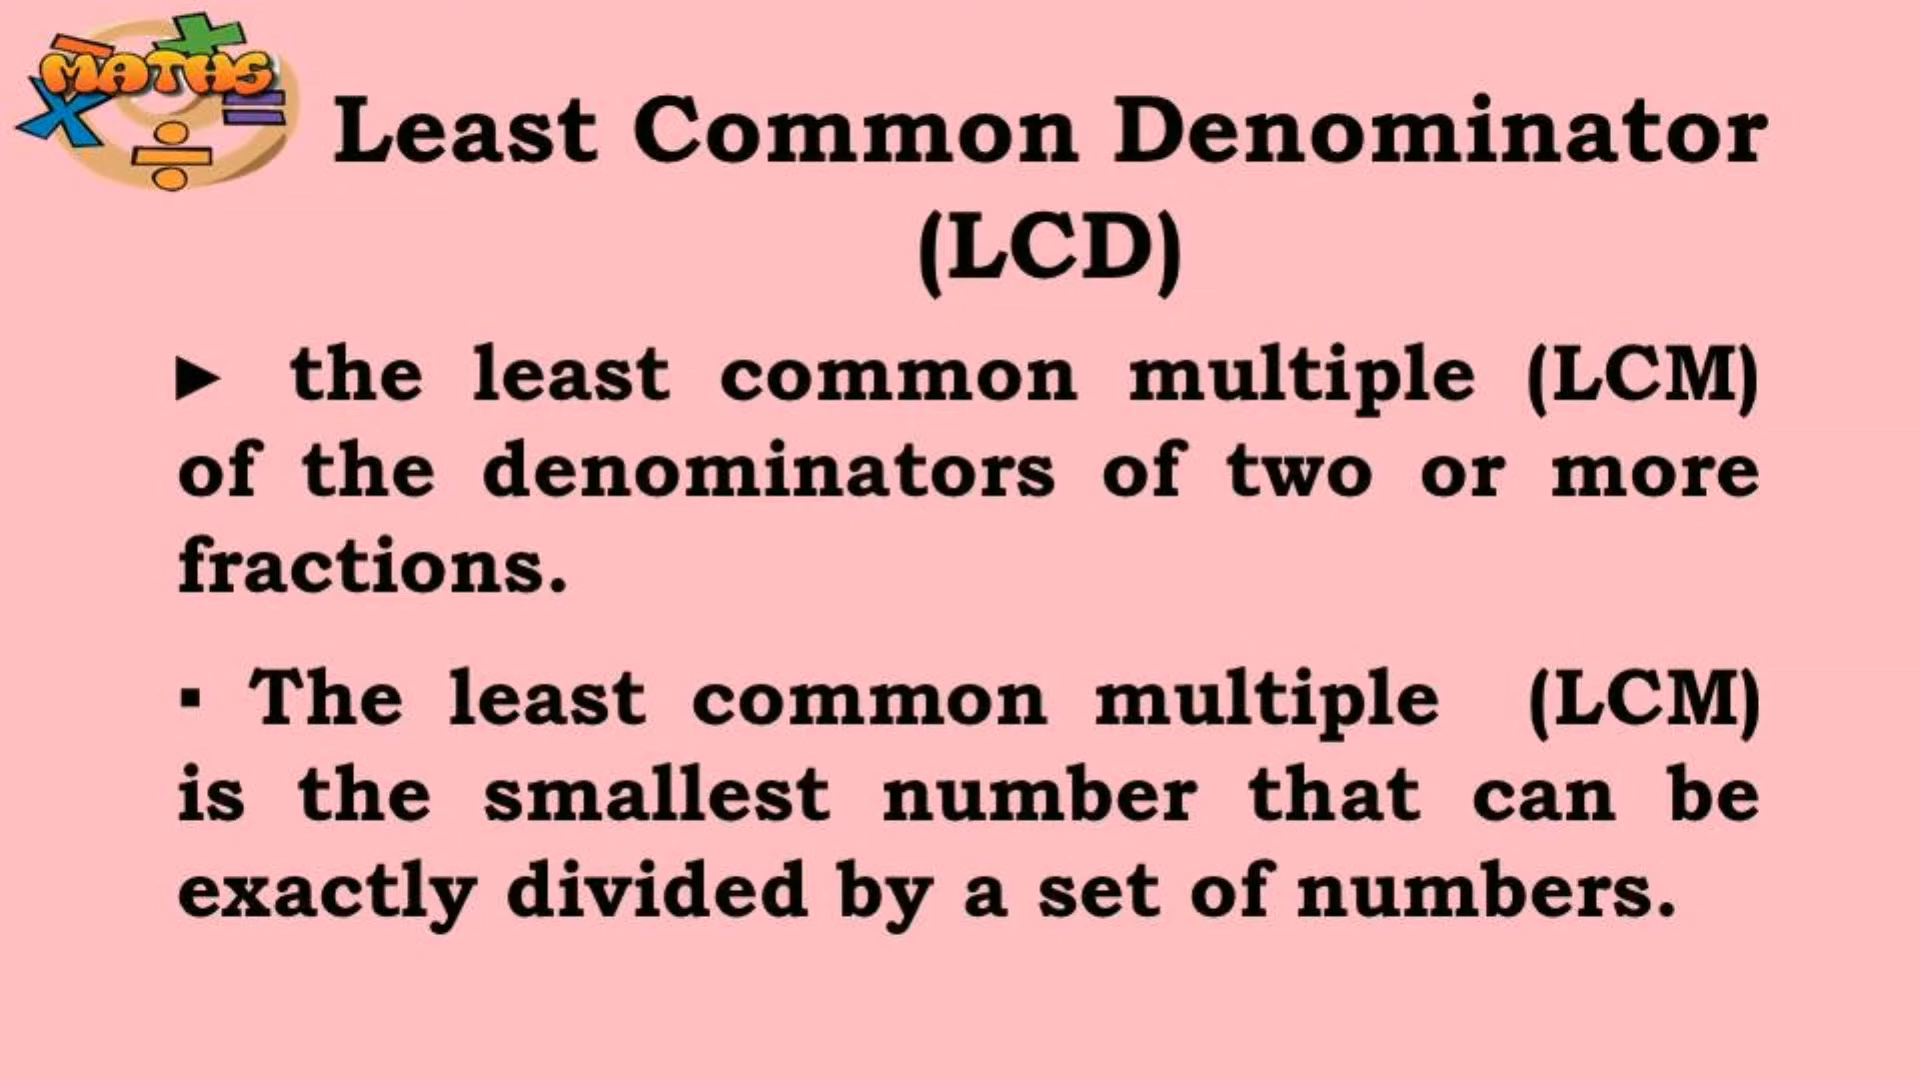 MATHS
Least Common Denominator
(LCD)
► the least common multiple (LCM)
of the denominators of two or more
fractions.
▪ The least common multiple (LCM)
is the smallest number that can be
exactly divided by a set of numbers.